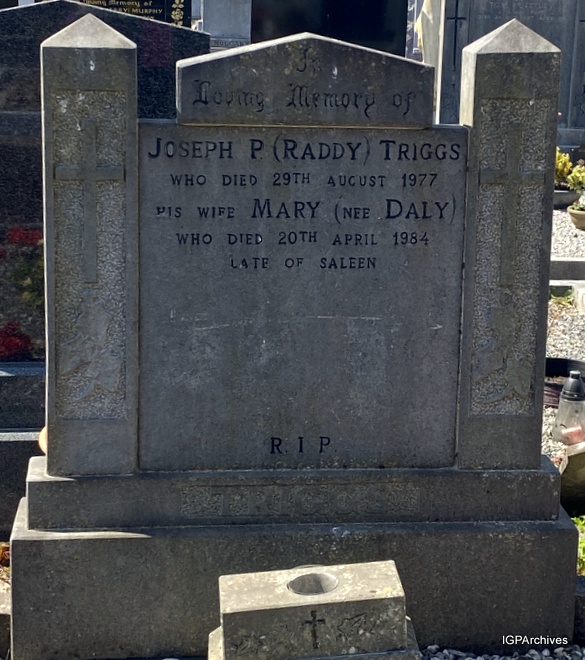 In
Loving Memory of
JOSEPH P. (RADDY) TRIGGS
WHO DIED 29TH AUGUST 1977
HIS WIFE MARY (NEE DALY)
WHO DIED 20TH APRIL 1984
LATE OF SALEEN
R.I.P.
IGPArchives